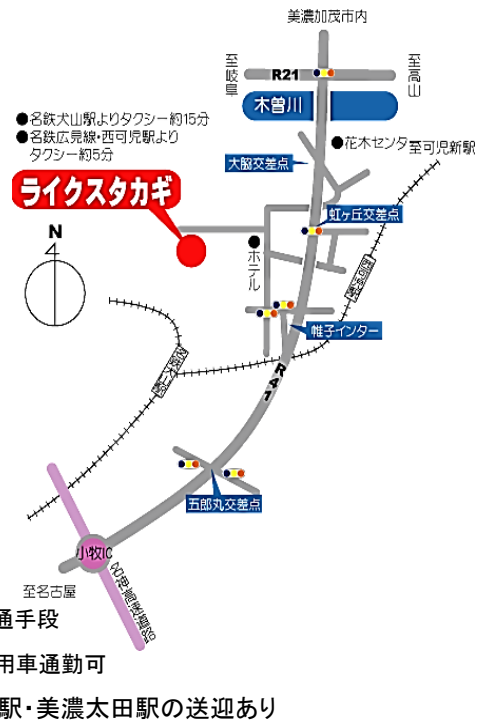 美濃加茂市内
至岐阜
R21
至高山
木曽川
●名鉄犬山駅よりタクシー約15分
●名鉄広見線・西可児駅より
タクシー約5分
●花木センタ
至可児新駅
大脇交差点
ライクスタカギ
虹ヶ丘交差点
N
●ホテル
帷子インター
R41
五郎丸交差点
小牧IC
至名古屋
通手段
用車通勤可
駅・美濃太田駅の送迎あり